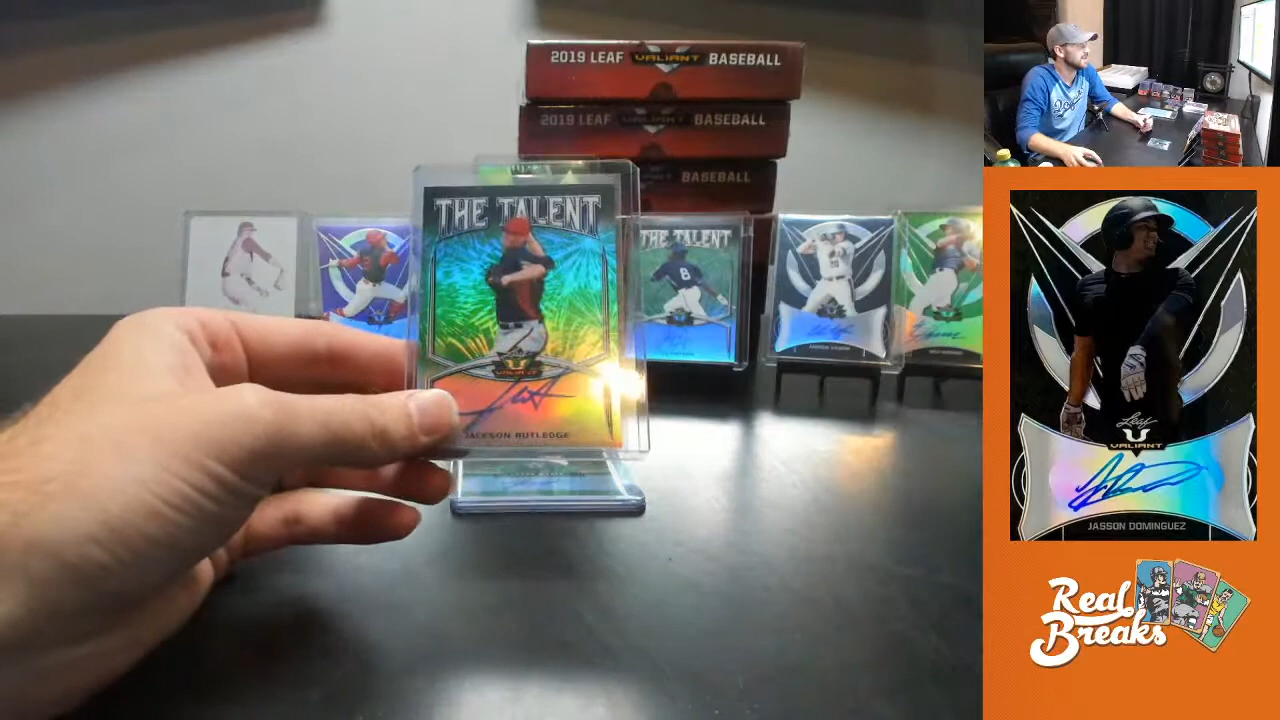 2019 LEAF VALIANT BASEBALL
2019 LEAF VALIANT BASEBALL
BASEBALL
THE TALENT
VALIANT
JACKSON RUTLEDGE
THE TALENT
Leaf
VALIANT
JASSON DOMINGUEZ
Real
Breaks